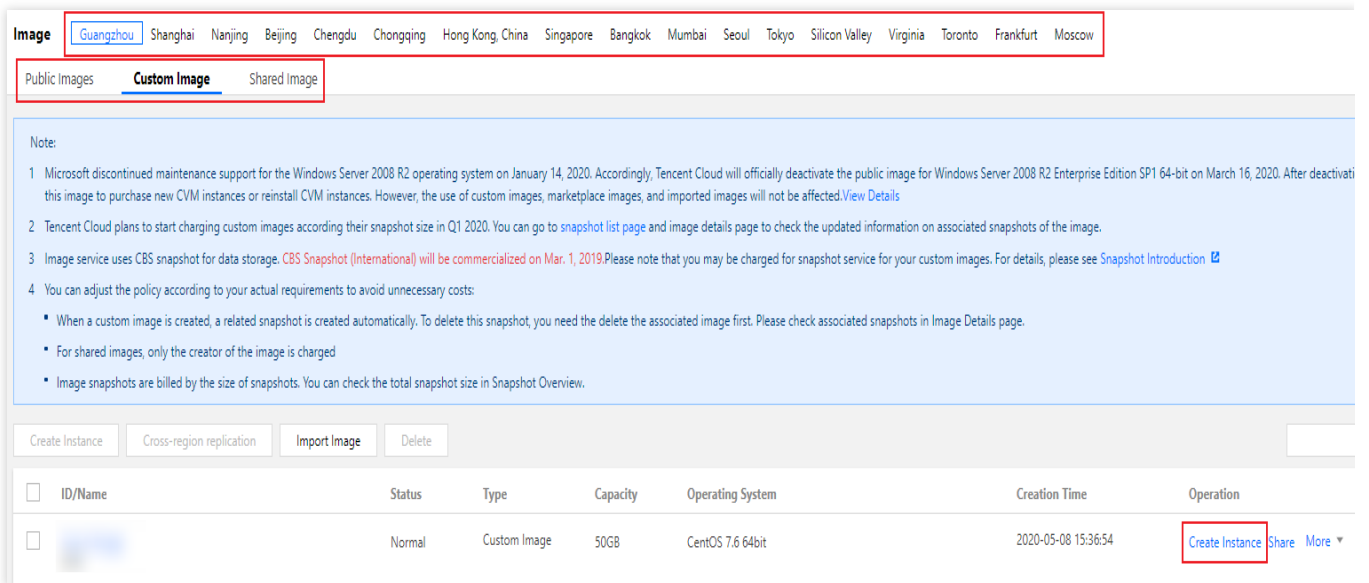 Image Guangzhou Shanghai Nanjing Beijing Chengdu Chongqing Hong Kong, China Singapore Bangkok Mumbai Seoul Tokyo Silicon Valley Virginia Toronto Frankfurt Moscow
Public Images Custom Image Shared Image
Note:
1 Microsoft discontinued maintenance support for the Windows Server 2008 R2 operating system on January 14, 2020. Accordingly, Tencent Cloud will officially deactivate the public image for Windows Server 2008 R2 Enterprise Edition SP1 64-bit on March 16, 2020. After deactivati
this image to purchase new CVM instances or reinstall CVM instances. However, the use of custom images, marketplace images, and imported images will not be affected.View Details
2 Tencent Cloud plans to start charging custom images according their snapshot size in Q1 2020. You can go to snapshot list page and image details page to check the updated information on associated snapshots of the image.
3 Image service uses CBS snapshot for data storage. CBS Snapshot (International) will be commercialized on Mar. 1, 2019.Please note that you may be charged for snapshot service for your custom images. For details, please see Snapshot Introduction
4 You can adjust the policy according to your actual requirements to avoid unnecessary costs:
▪ When a custom image is created, a related snapshot is created automatically. To delete this snapshot, you need the delete the associated image first. Please check associated snapshots in Image Details page.
▪ For shared images, only the creator of the image is charged
▪ Image snapshots are billed by the size of snapshots. You can check the total snapshot size in Snapshot Overview.
Create Instance Cross-region replication Import Image Delete
ID/Name Status Type Capacity Operating System Creation Time Operation
Normal Custom Image 50GB CentOS 7.6 64bit 2020-05-08 15:36:54 Create Instance Share More